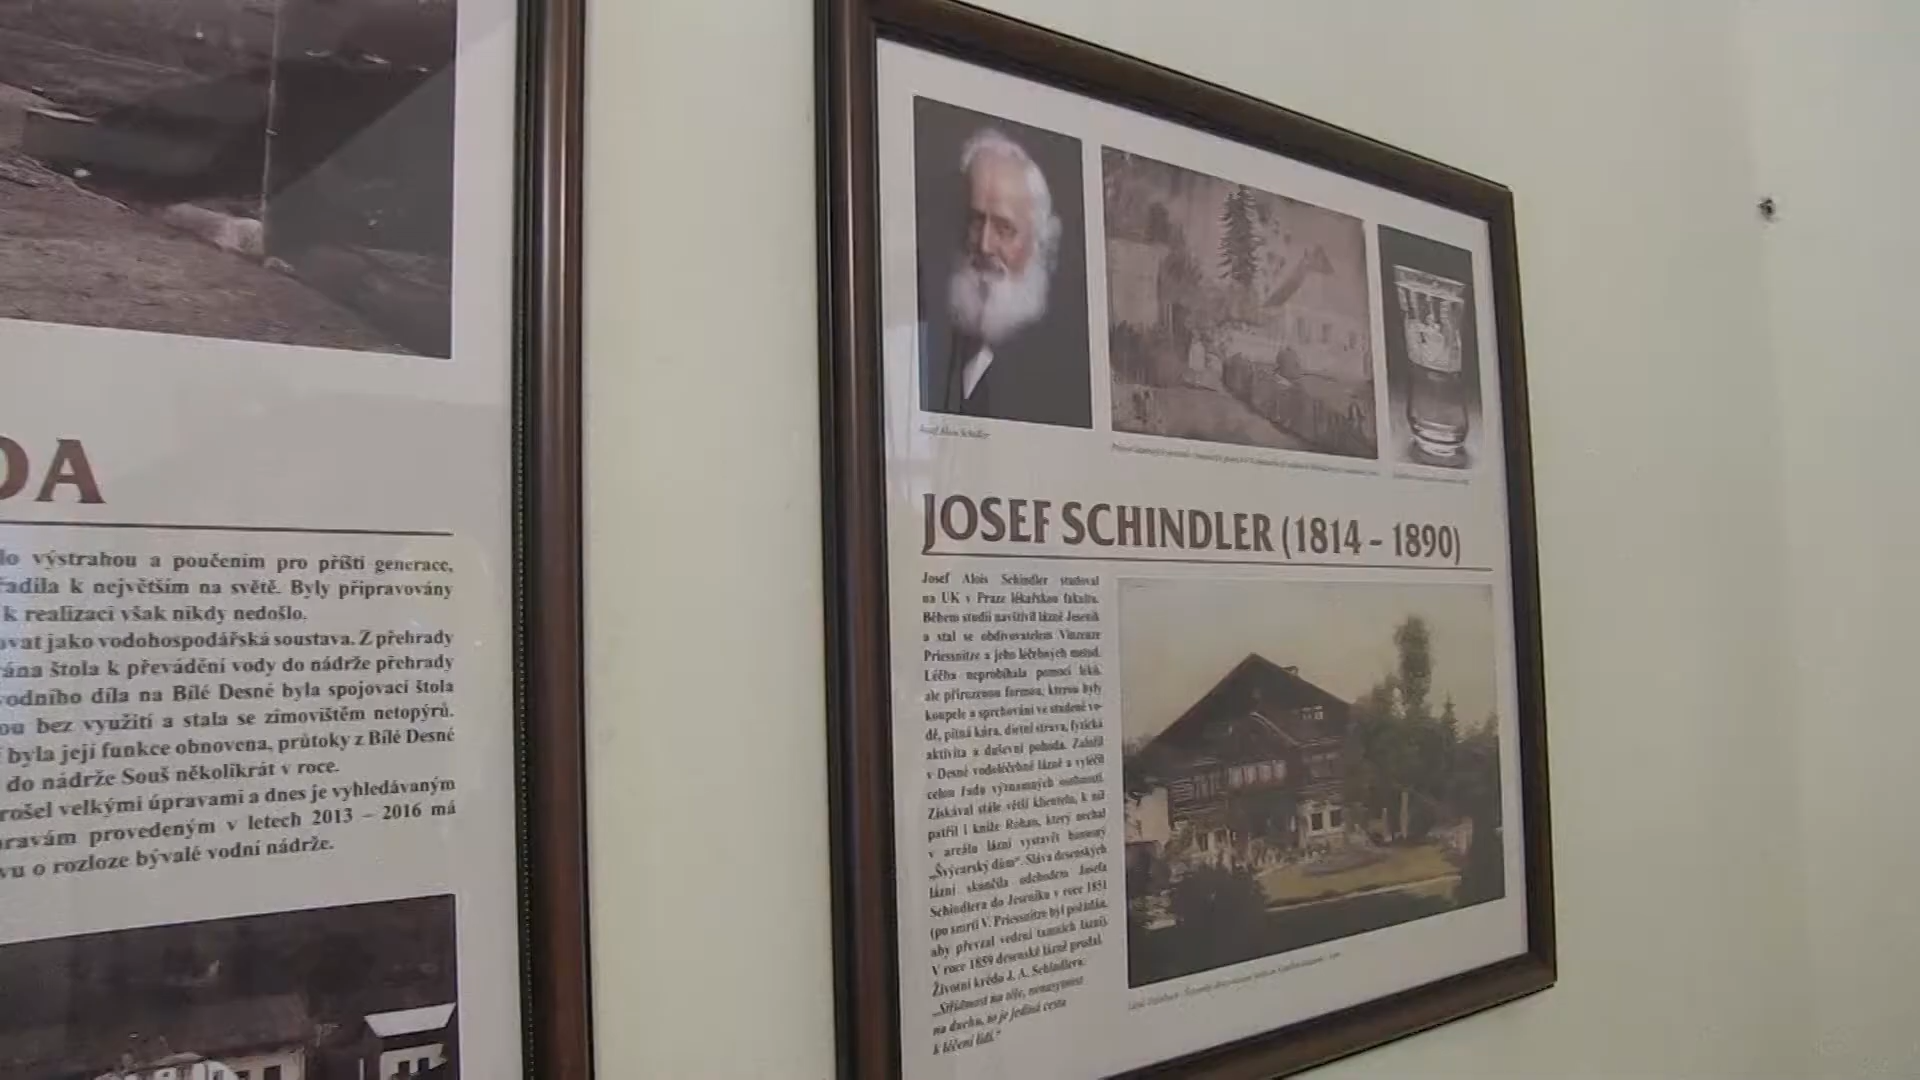 DA
lo výstrahou a poučením pro příští generace,
řadila k největším na světě. Byly připravovány
k realizaci však nikdy nedošlo.
ovat jako vodohospodářská soustava. Z přehrady
ána štola k převádění vody do nádrže přehrady
vodního díla na Bílé Desné byla spojovací štola
ou bez využití a stala se zimovištěm netopýrů.
byla její funkce obnovena, průtoky z Bílé Desné
do nádrže Souš několikrát v roce.
rošel velkými úpravami a dnes je vyhledávaným
pravám provedeným v letech 2013 – 2016 má
vu o rozloze bývalé vodní nádrže.
Josef Alois Schindler
JOSEF SCHINDLER (1814 – 1890)
Josef Alois Schindler studoval
na UK v Praze lékařskou fakultu.
Během studií navštívil lázně Jeseník
a stal se obdivovatelem Vinzenze
Priessnitze a jeho léčebných metod.
Léčba neprobíhala pomocí léků,
ale přirozenou formou, kterou byly
koupele a sprchování ve studené vo-
dě, pitná kúra, dietní strava, fyzická
aktivita a duševní pohoda. Založil
v Desné vodoléčebné lázně a vyléčil
celou řadu významných osobností.
Získával stále větší klientelu, k níž
patřil i kníže Rohan, který nechal
v areálu lázní vystavět honosný
„Švýcarský dům“. Sláva desenských
lázní skončila odchodem Josefa
Schindlera do Jeseníku v roce 1851
(po smrti V. Priessnitze byl požádán,
aby převzal vedení tamních lázní).
V roce 1859 desenské lázně prodal.
Životní krédo J. A. Schindlera:
„Střídmost na těle, nenasytnost
na duchu, to je jediná cesta
k léčení lidí.“